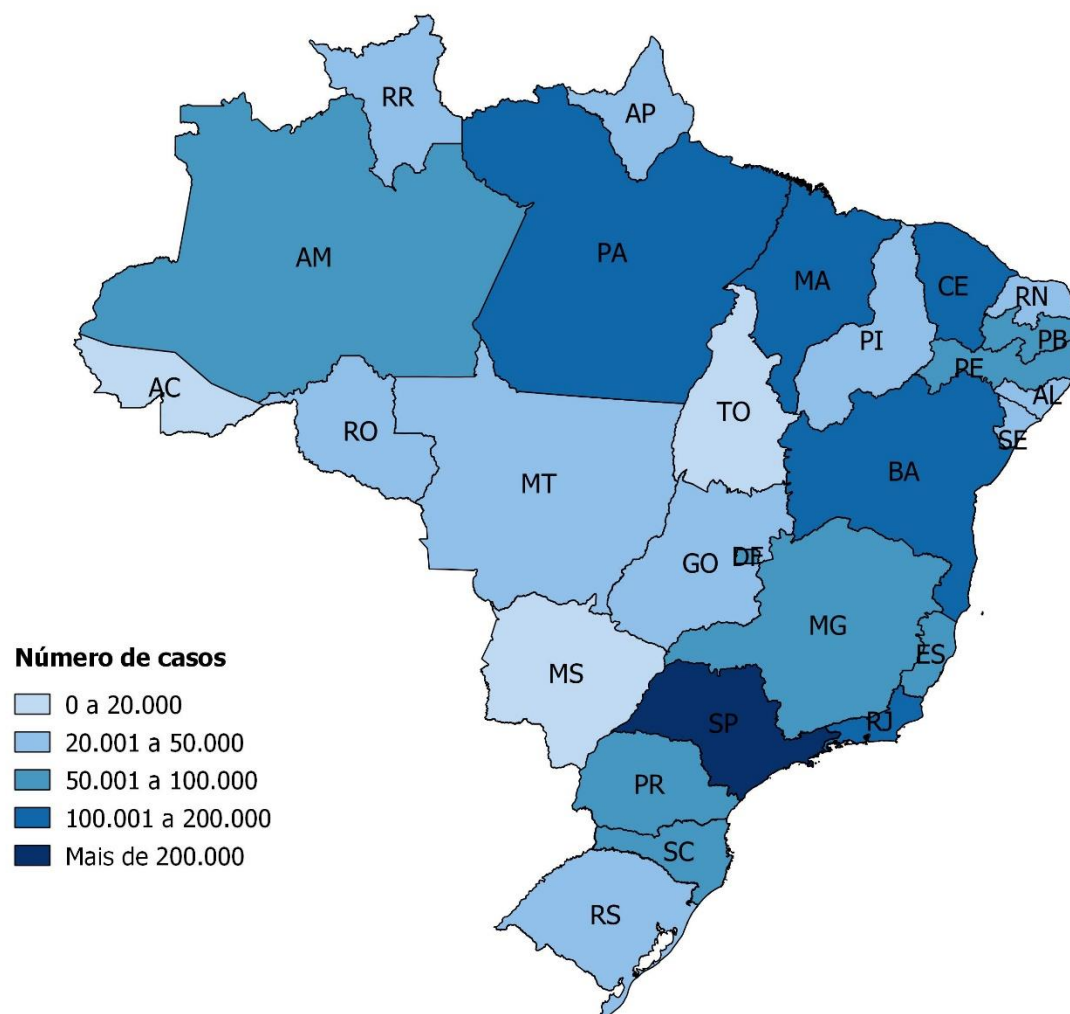 RR
AP
AM
PA
MA
CE
RN
PI
PB
PE
AC
TO
AL
RO
SE
BA
MT
GO
DF
MG
MS
ES
SP
RJ
PR
SC
RS
Número de casos
0 a 20.000
20.001 a 50.000
50.001 a 100.000
100.001 a 200.000
Mais de 200.000